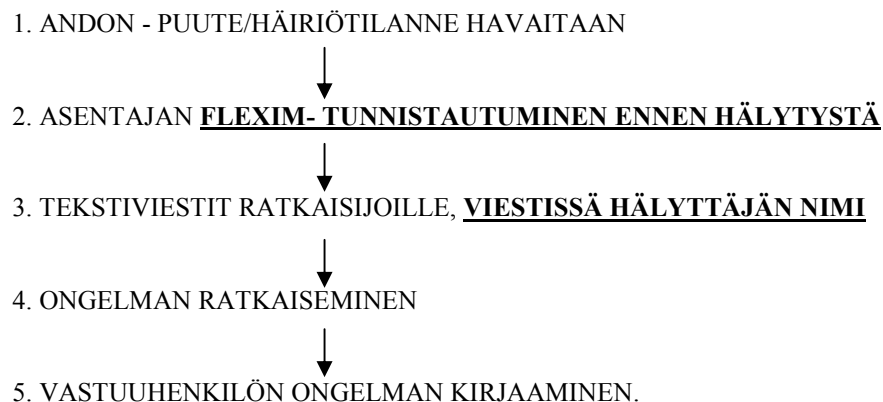 1. ANDON - PUUTE/HÄIRIÖTILANNE HAVAITAAN
2. ASENTAJAN FLEXIM- TUNNISTAUTUMINEN ENNEN HÄLYTYSTÄ
3. TEKSTIVIESTIT RATKAISIJOILLE, VIESTISSÄ HÄLYTTÄJÄN NIMI
4. ONGELMAN RATKAISEMINEN
5. VASTUUHENKILÖN ONGELMAN KIRJAAMINEN.